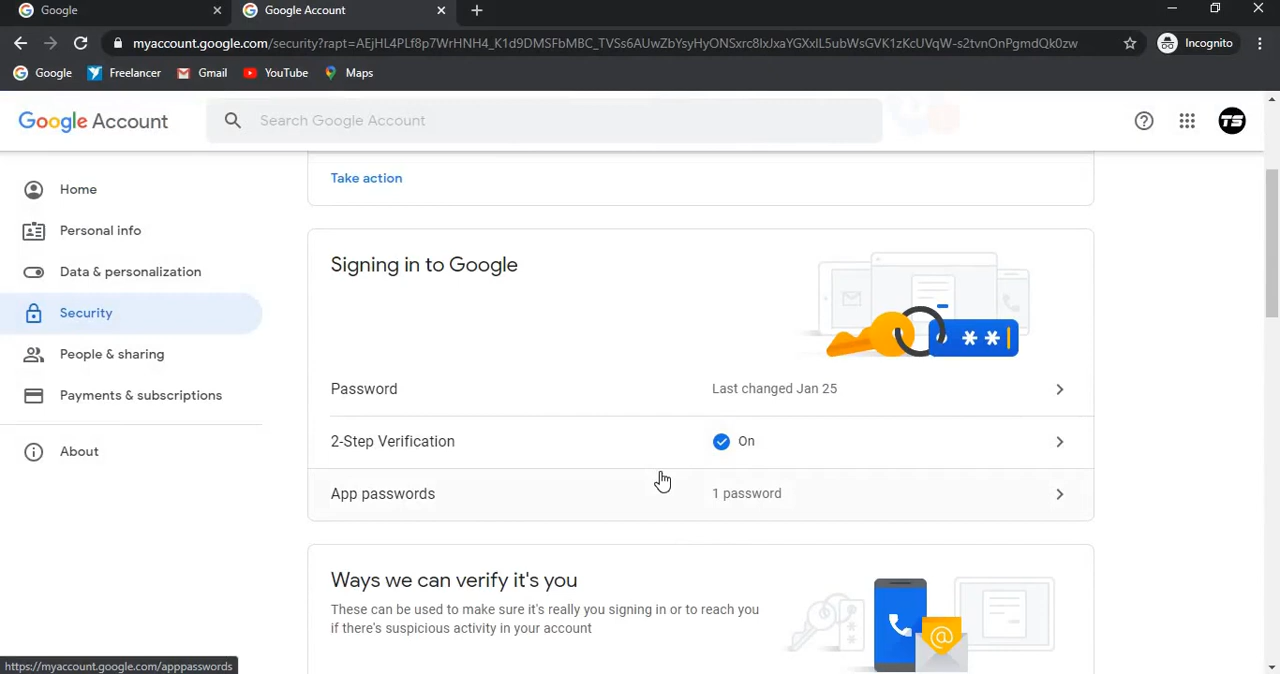 Google
Google Account
myaccount.google.com/security?rapt=AEjHL4PLf8p7WrHNH4_K1d9DMSFbMBC_TVSs6AUwZbYsyHyONSxrc8IxJxaYGXxIL5ubWsGVK1zKcUVqW-s2tvnOnPgmdQk0zw
Incognito
Google
Freelancer
Gmail
YouTube
Maps
Google Account
Search Google Account
TS
Home
Personal info
Data & personalization
Security
People & sharing
Payments & subscriptions
About
Take action
Signing in to Google
Password
Last changed Jan 25
2-Step Verification
On
App passwords
1 password
Ways we can verify it's you
These can be used to make sure it's really you signing in or to reach you
if there's suspicious activity in your account
https://myaccount.google.com/apppasswords